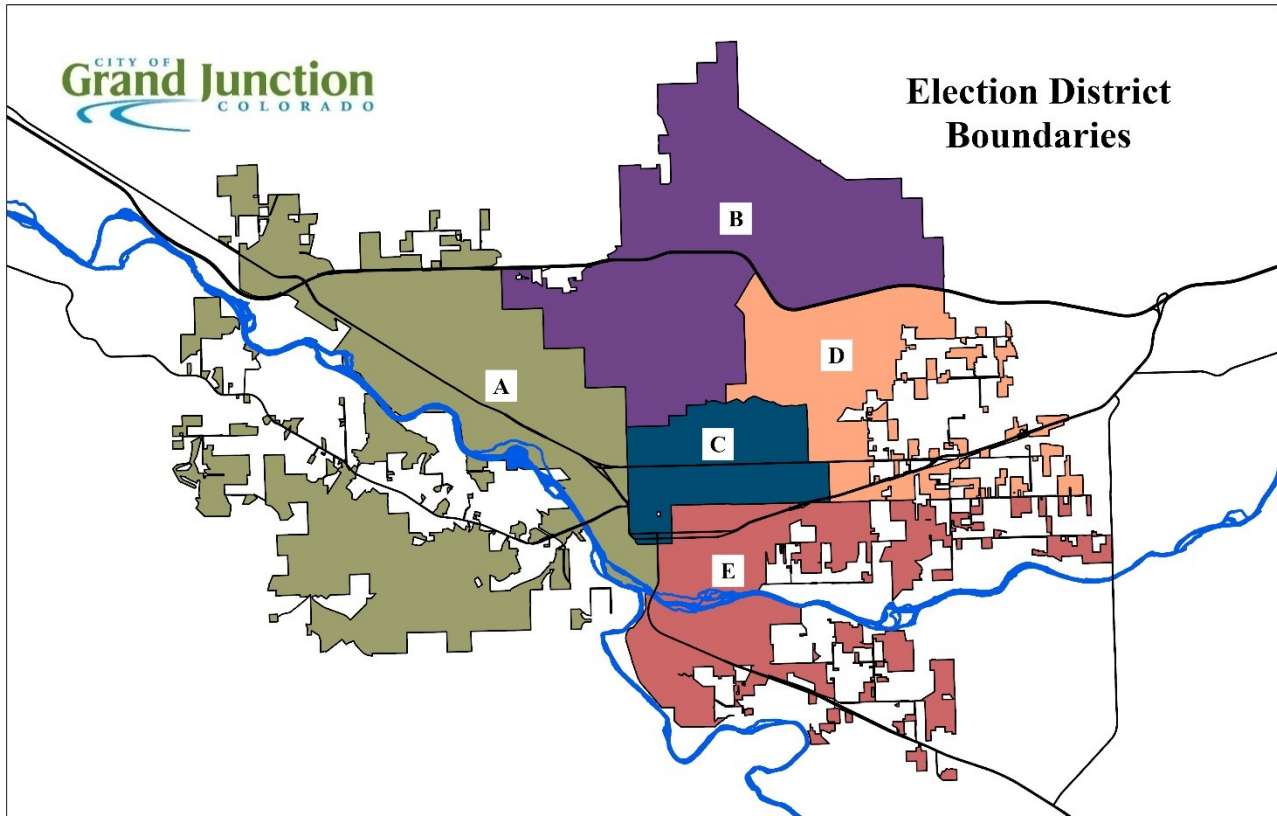 CITY OF
Grand Junction
COLORADO
Election District
Boundaries
B
D
A
C
E